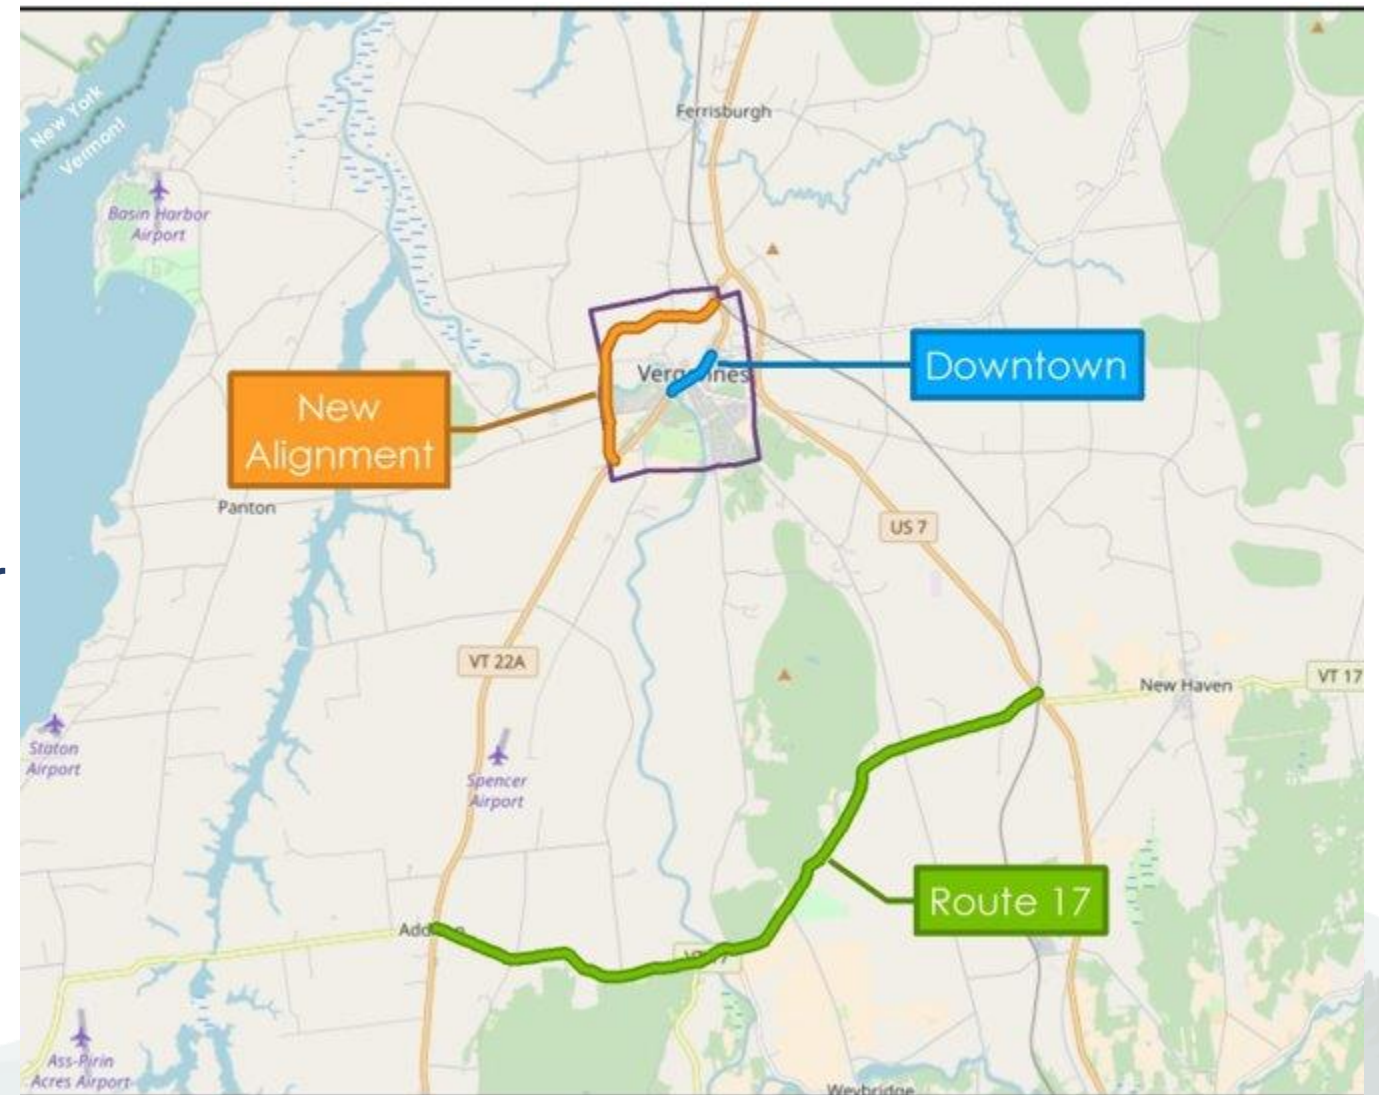 New York
Vermont
Ferrisburgh
Basin Harbor
Airport
Downtown
New
Alignment
Panton
US 7
VT 22A
New Haven
VT 17
Staton
Airport
Spencer
Airport
Route 17
Ass-Pirin
Acres Airport
Weybridge